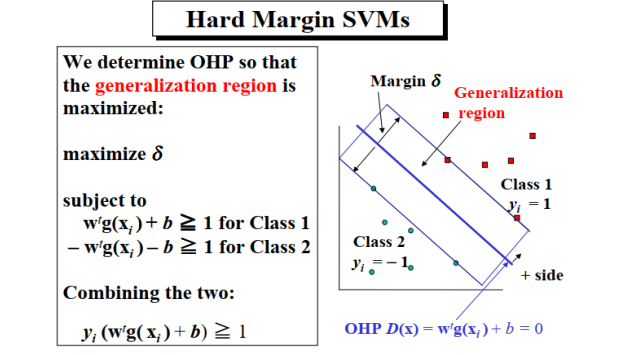 Hard Margin SVMs
We determine OHP so that
the generalization region is
maximized:
maximize δ
subject to
wᵗg(xᵢ) + b ≧ 1 for Class 1
– wᵗg(xᵢ) – b ≧ 1 for Class 2
Combining the two:
yᵢ (wᵗg( xᵢ) + b) ≧ 1
Margin δ
Generalization
region
Class 1
yᵢ = 1
Class 2
yᵢ = – 1
+ side
OHP D(x) = wᵗg(xᵢ) + b = 0